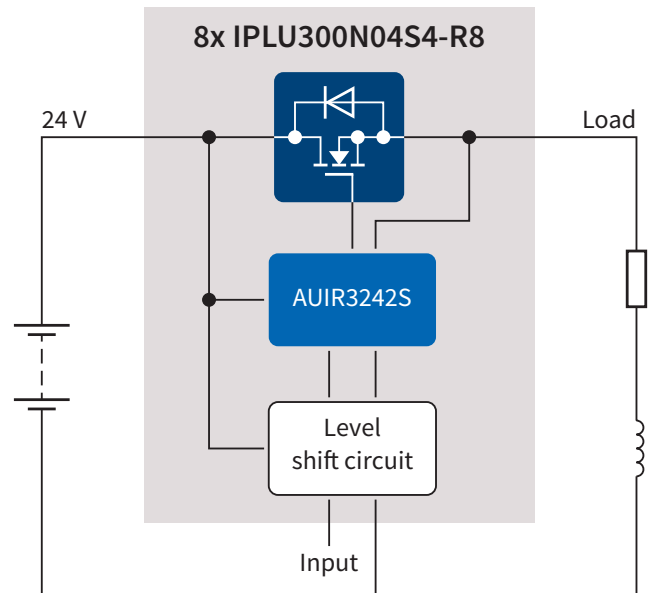 8x IPLU300N04S4-R8
24 V
Load
AUIR3242S
Level
shift circuit
Input